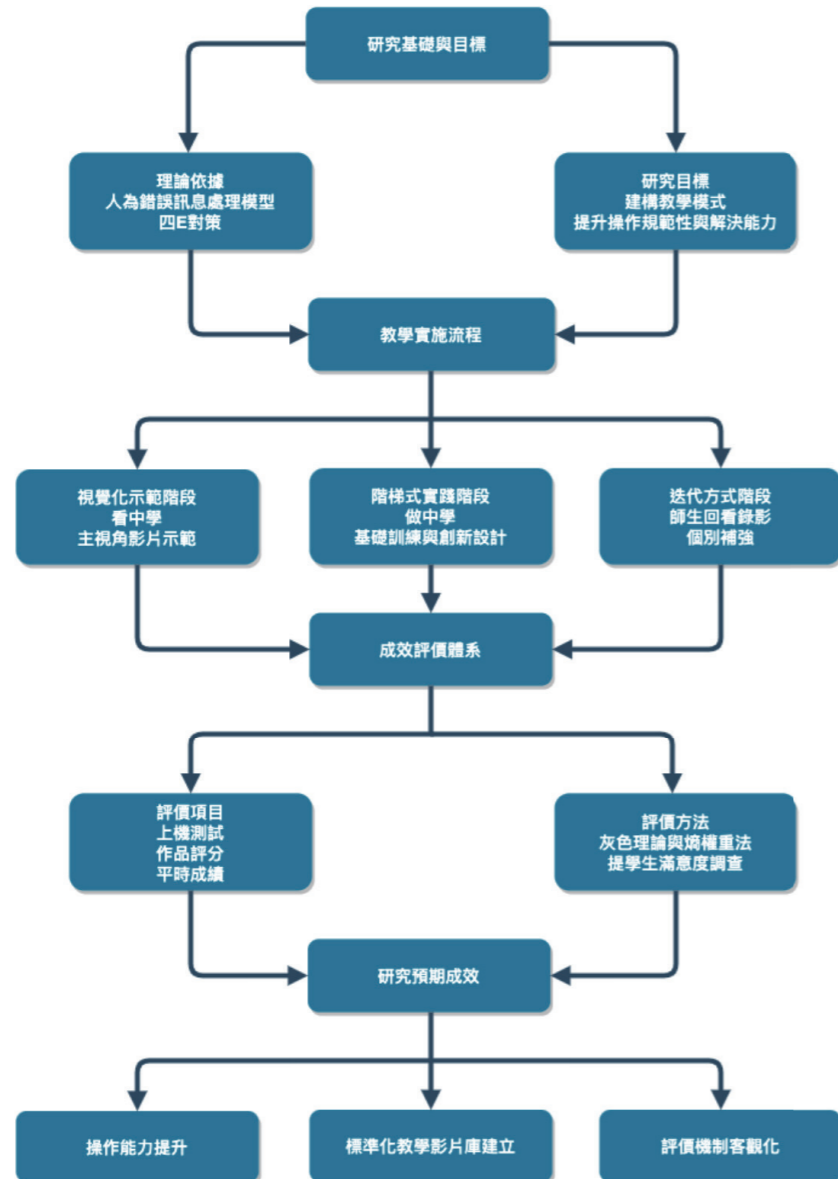 研究基礎與目標
理論依據
人為錯誤訊息處理模型
四E對策
研究目標
建構教學模式
提升操作規範性與解決能力
教學實施流程
視覺化示範階段
看中學
主視角影片示範
階梯式實踐階段
做中學
基礎訓練與創新設計
迭代方式階段
師生回看錄影
個別補強
成效評價體系
評價項目
上機測試
作品評分
平時成績
評價方法
灰色理論與熵權重法
提學生滿意度調查
研究預期成效
操作能力提升
標準化教學影片庫建立
評價機制客觀化